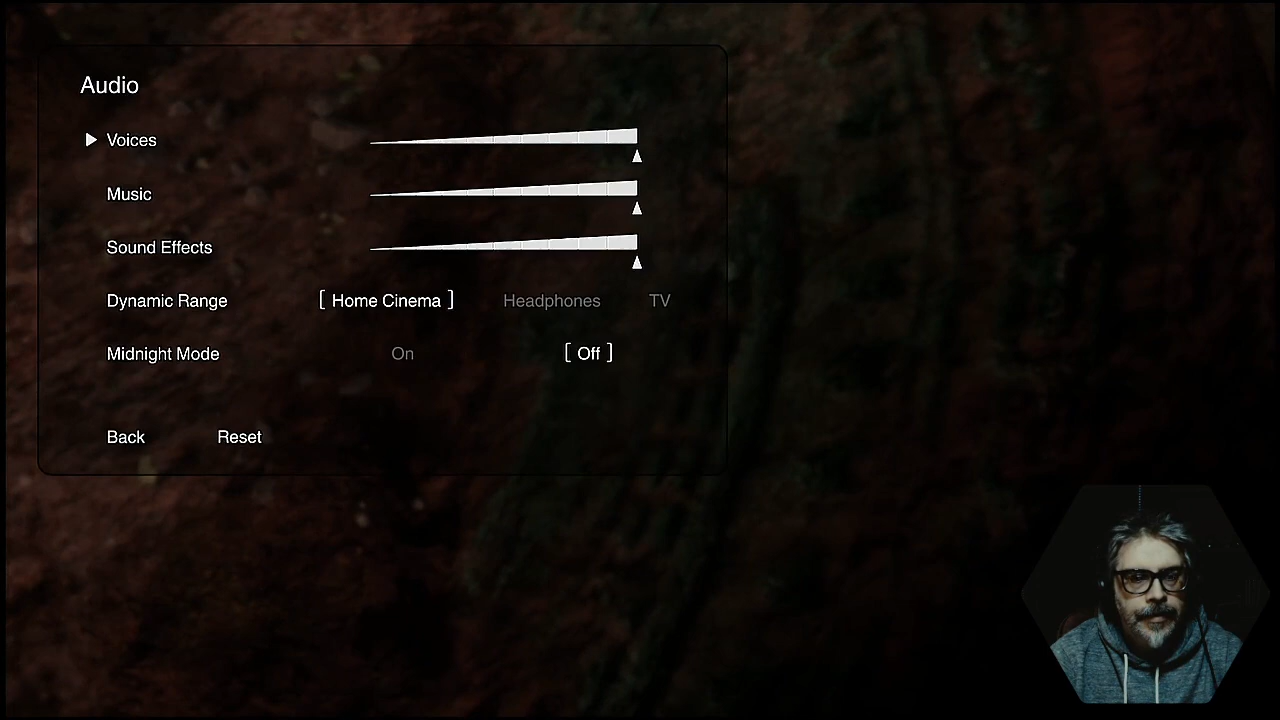 Audio
Voices
Music
Sound Effects
Dynamic Range [ Home Cinema ] Headphones TV
Midnight Mode On [ Off ]
Back Reset